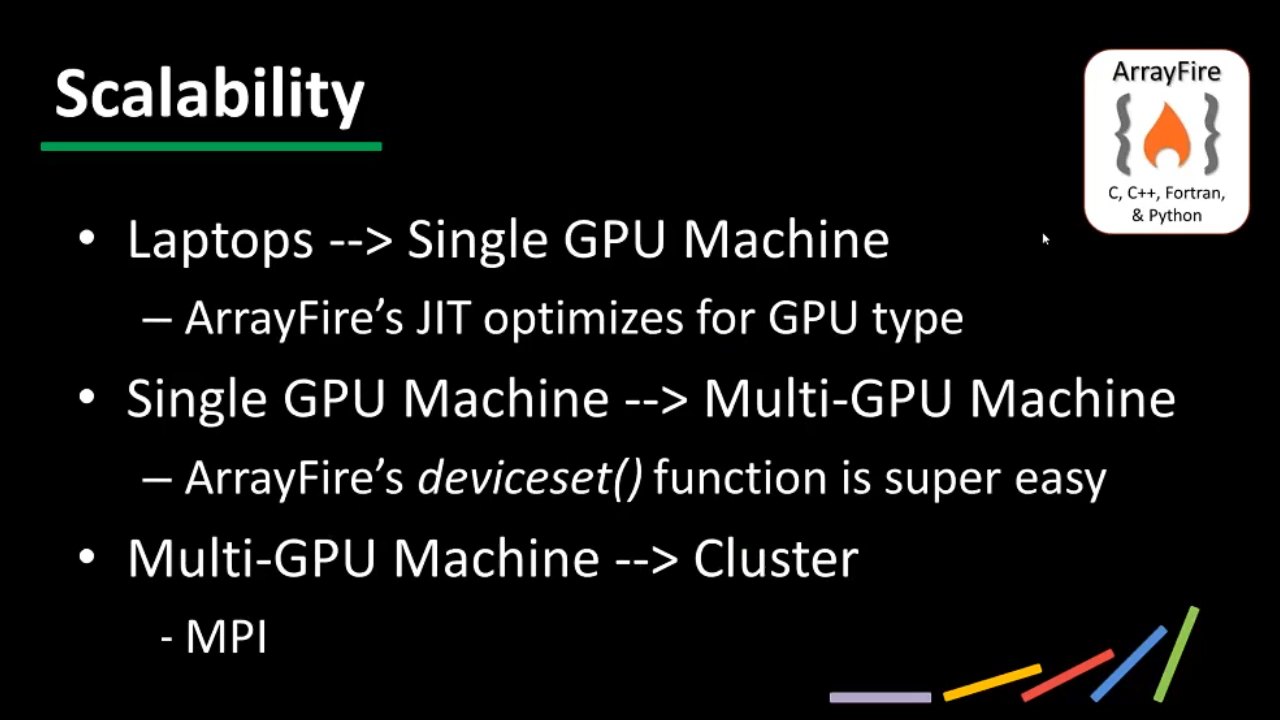 Scalability
ArrayFire
{ }
C, C++, Fortran,
& Python
• Laptops --> Single GPU Machine
– ArrayFire’s JIT optimizes for GPU type
• Single GPU Machine --> Multi-GPU Machine
– ArrayFire’s deviceset() function is super easy
• Multi-GPU Machine --> Cluster
- MPI